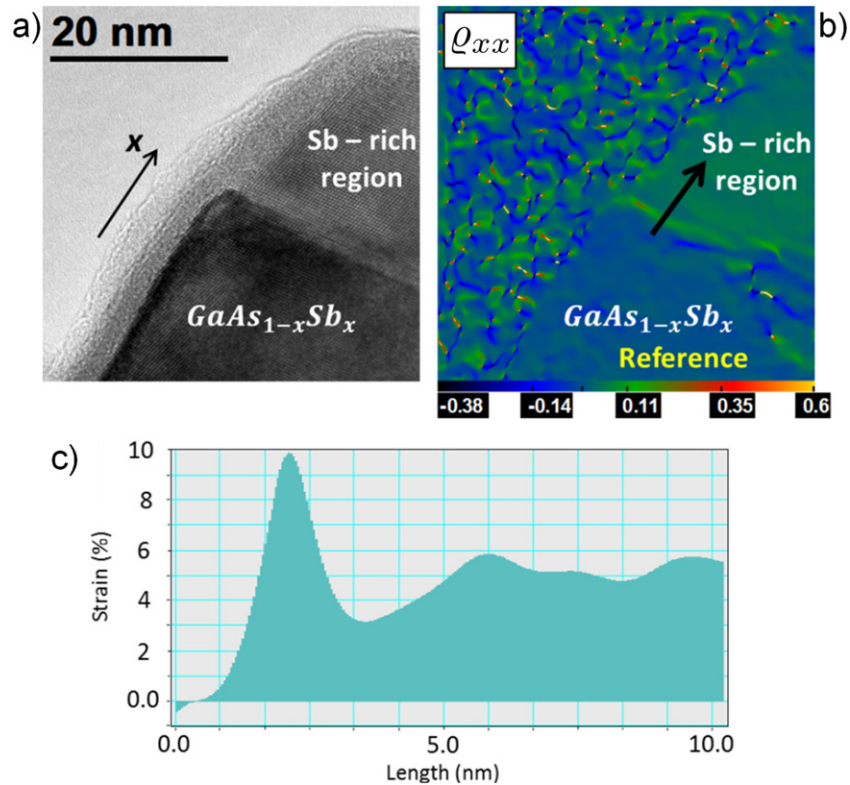 a)
20 nm
x
Sb – rich
region
GaAs₁₋ₓSbₓ
b)
ϱxx
Sb – rich
region
GaAs₁₋ₓSbₓ
Reference
-0.38 -0.14 0.11 0.35 0.6
c)
10
8
6
4
2
0.0
Strain (%)
0.0 5.0 10.0
Length (nm)